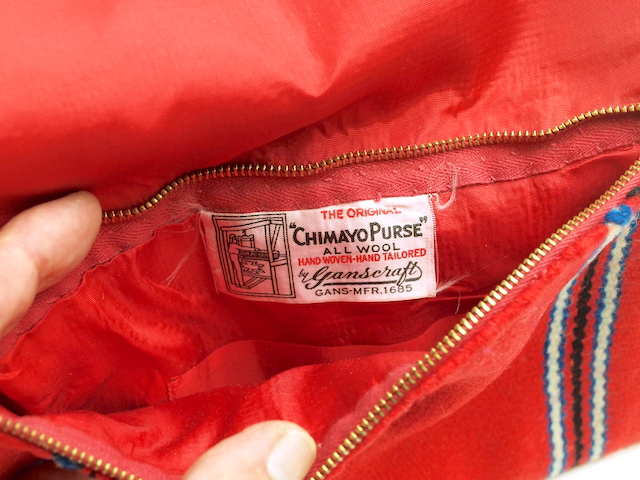 THE ORIGINAL
"CHIMAYO PURSE"
ALL WOOL
HAND WOVEN-HAND TAILORED
by Ganscraft
GANS-MFR.1685